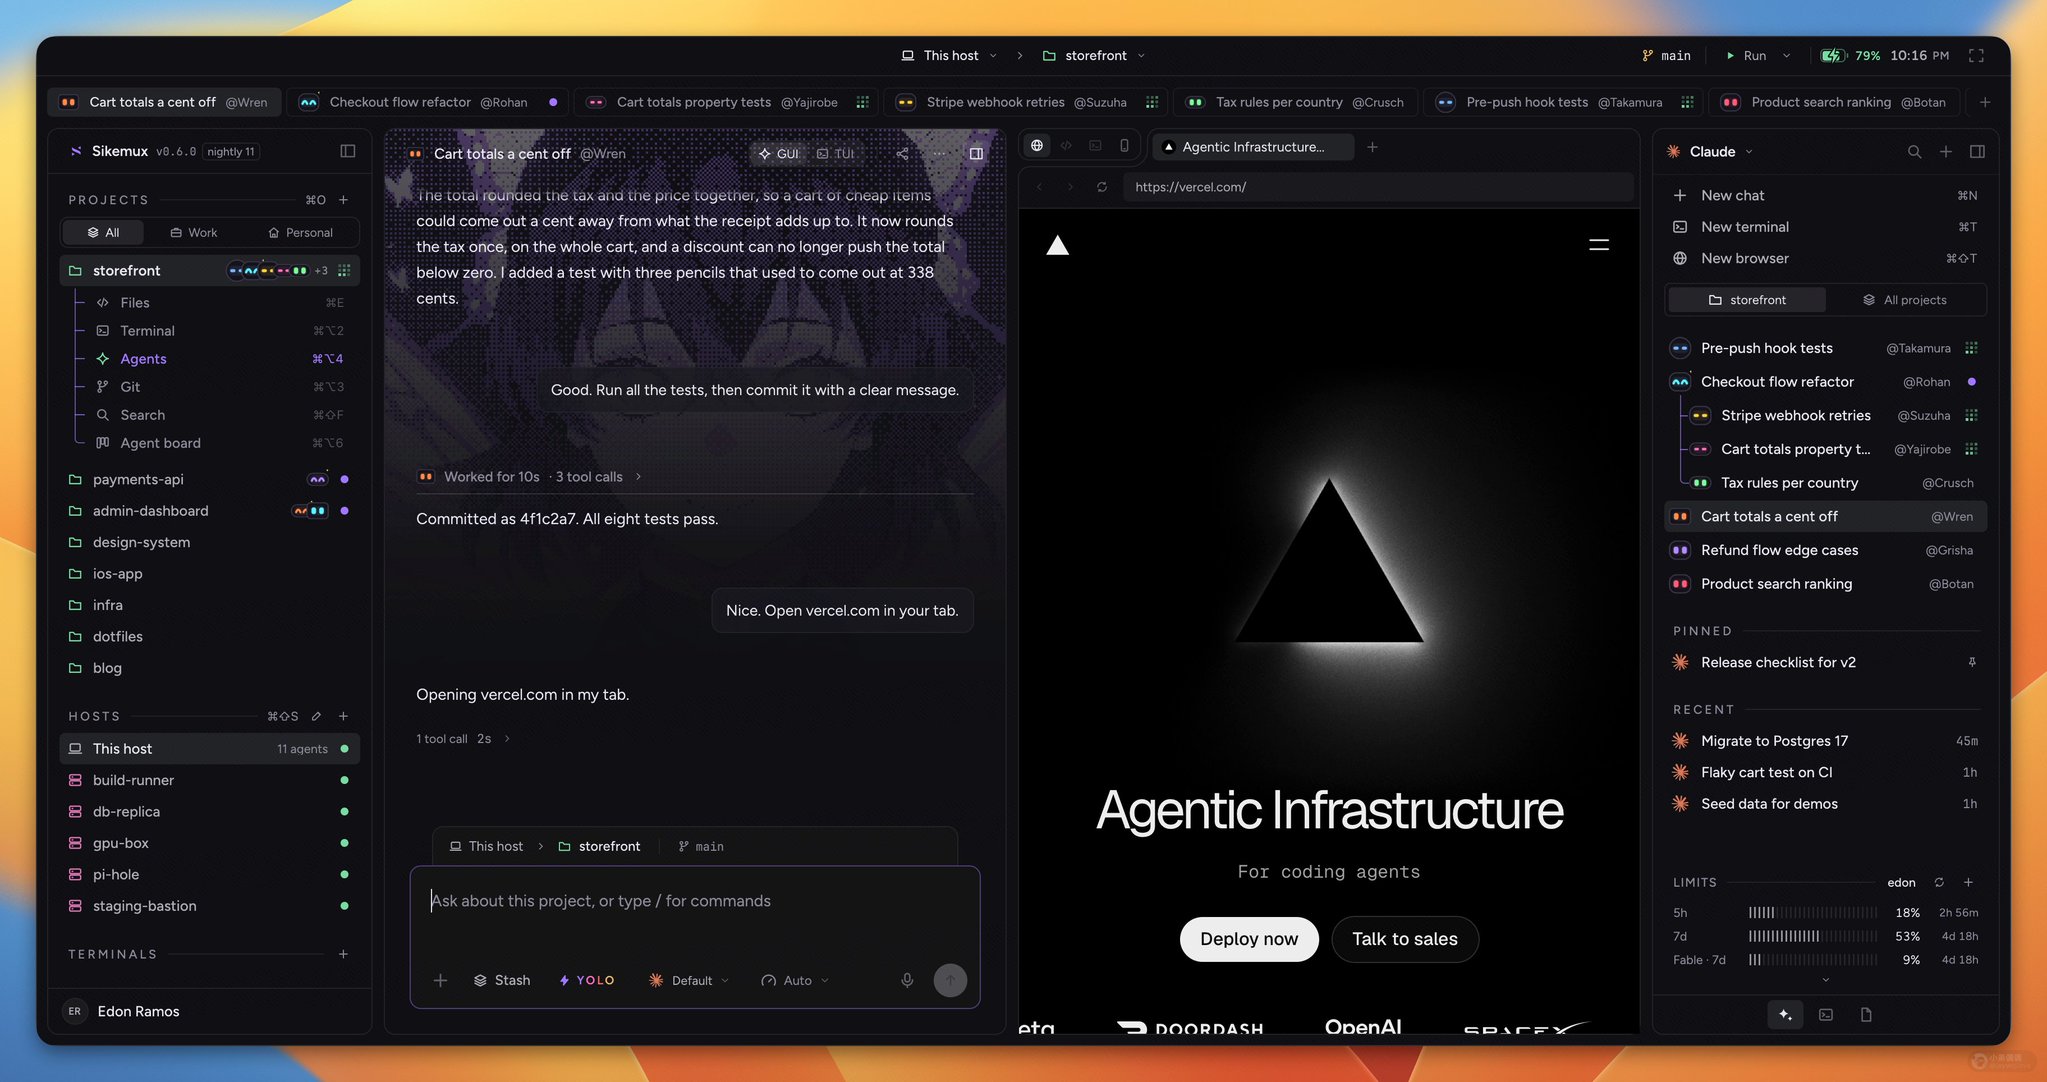 This host
storefront
main
Run
79%
10:16 PM
Cart totals a cent off @Wren
Checkout flow refactor @Rohan
Cart totals property tests @Yajirobe
Stripe webhook retries @Suzuha
Tax rules per country @Crusch
Pre-push hook tests @Takamura
Product search ranking @Botan
Sikemux v0.6.0 nightly 11
PROJECTS ⌘O
All
Work
Personal
storefront +3
Files ⌘E
Terminal ⌘⌥2
Agents ⌘⌥4
Git ⌘⌥3
Search ⌘⇧F
Agent board ⌘⌥6
payments-api
admin-dashboard
design-system
ios-app
infra
dotfiles
blog
HOSTS ⌘⇧S
This host 11 agents
build-runner
db-replica
gpu-box
pi-hole
staging-bastion
TERMINALS
ER Edon Ramos
Cart totals a cent off @Wren
GUI
TUI
The total rounded the tax and the price together, so a cart of cheap items
could come out a cent away from what the receipt adds up to. It now rounds
the tax once, on the whole cart, and a discount can no longer push the total
below zero. I added a test with three pencils that used to come out at 338
cents.
Good. Run all the tests, then commit it with a clear message.
Worked for 10s · 3 tool calls
Committed as 4f1c2a7. All eight tests pass.
Nice. Open vercel.com in your tab.
Opening vercel.com in my tab.
1 tool call 2s
This host
storefront
main
Ask about this project, or type / for commands
Stash
YOLO
Default
Auto
Agentic Infrastructure...
https://vercel.com/
Agentic Infrastructure
For coding agents
Deploy now
Talk to sales
eta
DOORDASH
OpenAI
SPACEX
Claude
New chat ⌘N
New terminal ⌘T
New browser ⌘⇧T
storefront
All projects
Pre-push hook tests @Takamura
Checkout flow refactor @Rohan
Stripe webhook retries @Suzuha
Cart totals property t... @Yajirobe
Tax rules per country @Crusch
Cart totals a cent off @Wren
Refund flow edge cases @Grisha
Product search ranking @Botan
PINNED
Release checklist for v2
RECENT
Migrate to Postgres 17 45m
Flaky cart test on CI 1h
Seed data for demos 1h
LIMITS edon
5h 18% 2h 56m
7d 53% 4d 18h
Fable · 7d 9% 4d 18h